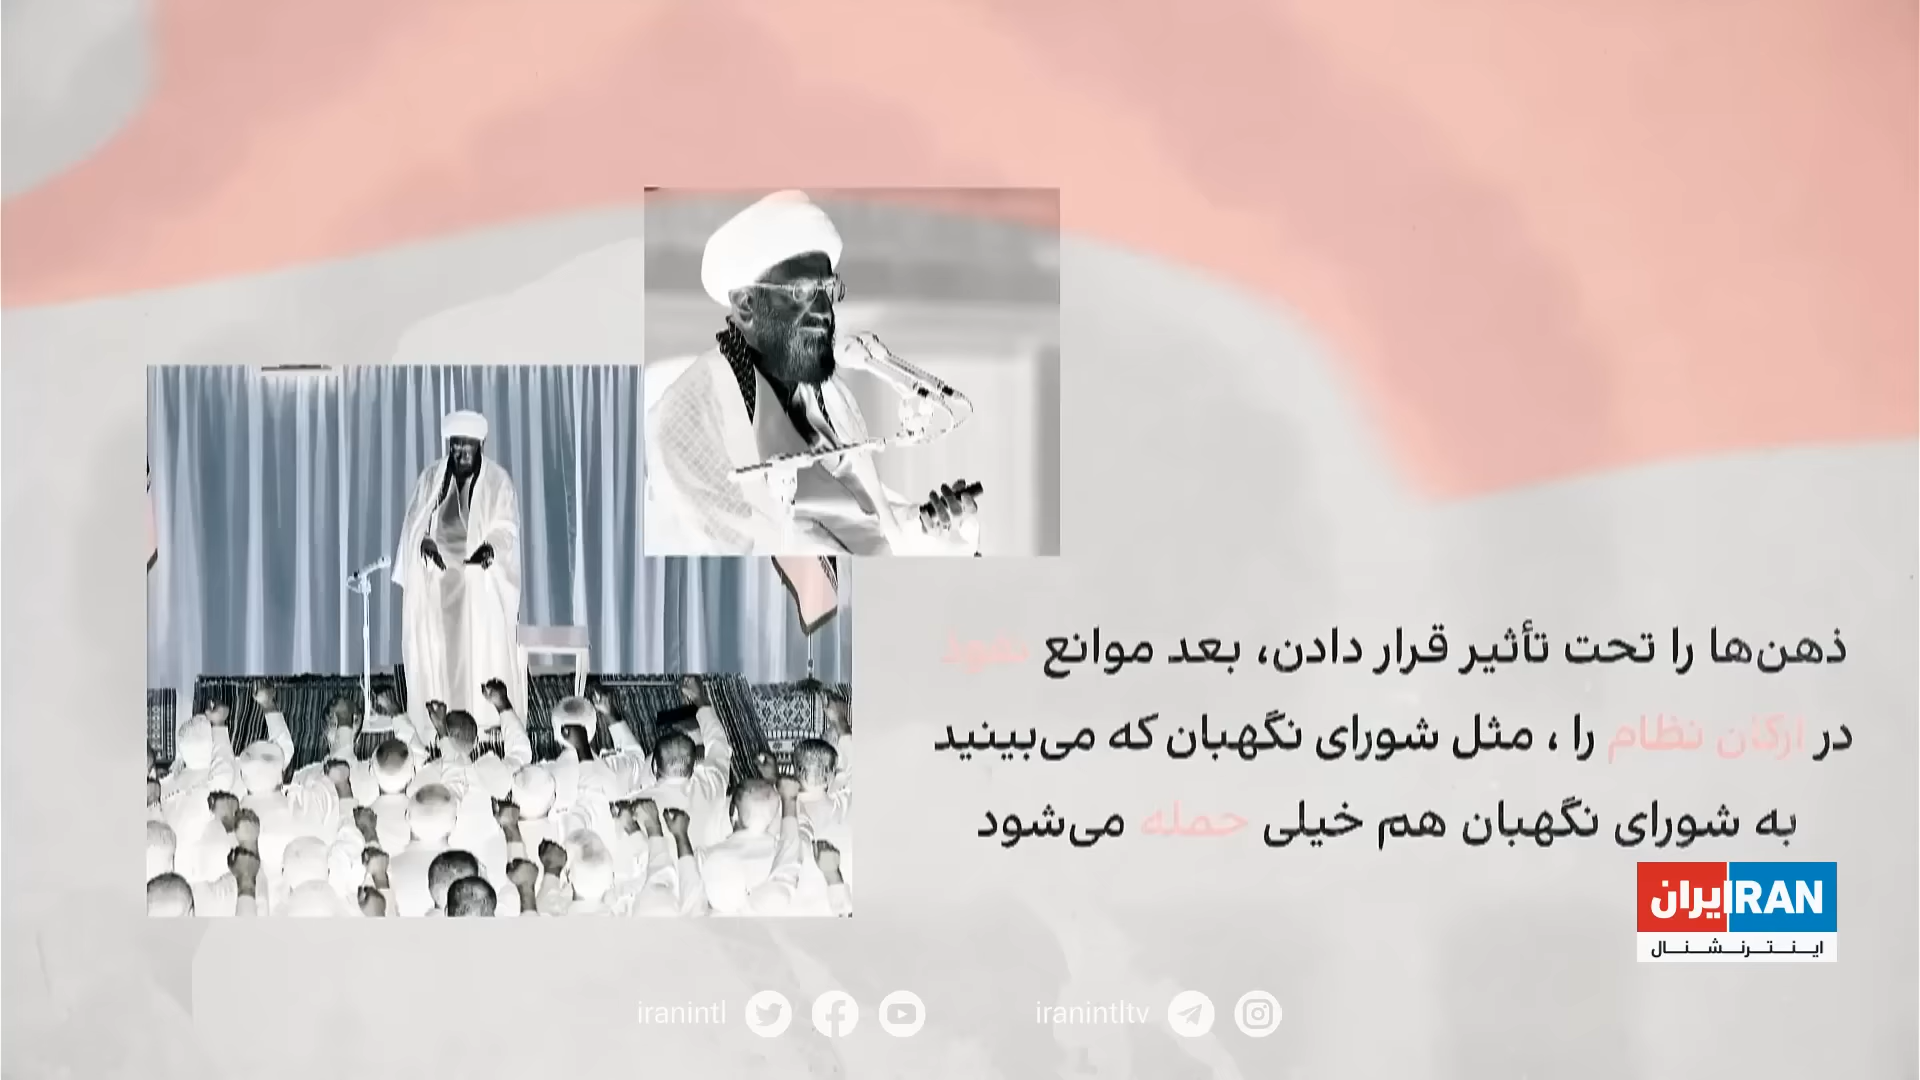 ذهن‌ها را تحت تأثیر قرار دادن، بعد موانع نفوذ
در ارکان نظام را ، مثل شورای نگهبان که می‌بینید
به شورای نگهبان هم خیلی حمله می‌شود
ایران IRAN
اینترنشنال
iranintl
iranintltv